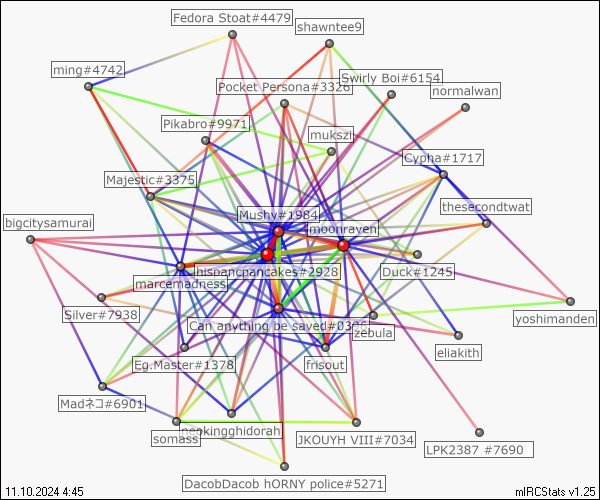 Fedora Stoat#4479
shawntee9
ming#4742
Swirly Boi#6154
Pocket Persona#3326
normalwan
Pikabro#9971
mukszi
Cypha#1717
Majestic#3375
thesecondtwat
Mushy#1984
bigcitysamurai
moonraven
hispancpancakes#2928
Duck#1245
marcemadness
Silver#7938
yoshimanden
Can anything be saved#03
zebula
eliakith
Eg.Master#1378
frisout
Madネコ#6901
neokingghidorah
somass
JKOUYH VIII#7034
LPK2387 #7690
DacobDacob hORNY police#5271
11.10.2024 4:45
mIRCStats v1.25